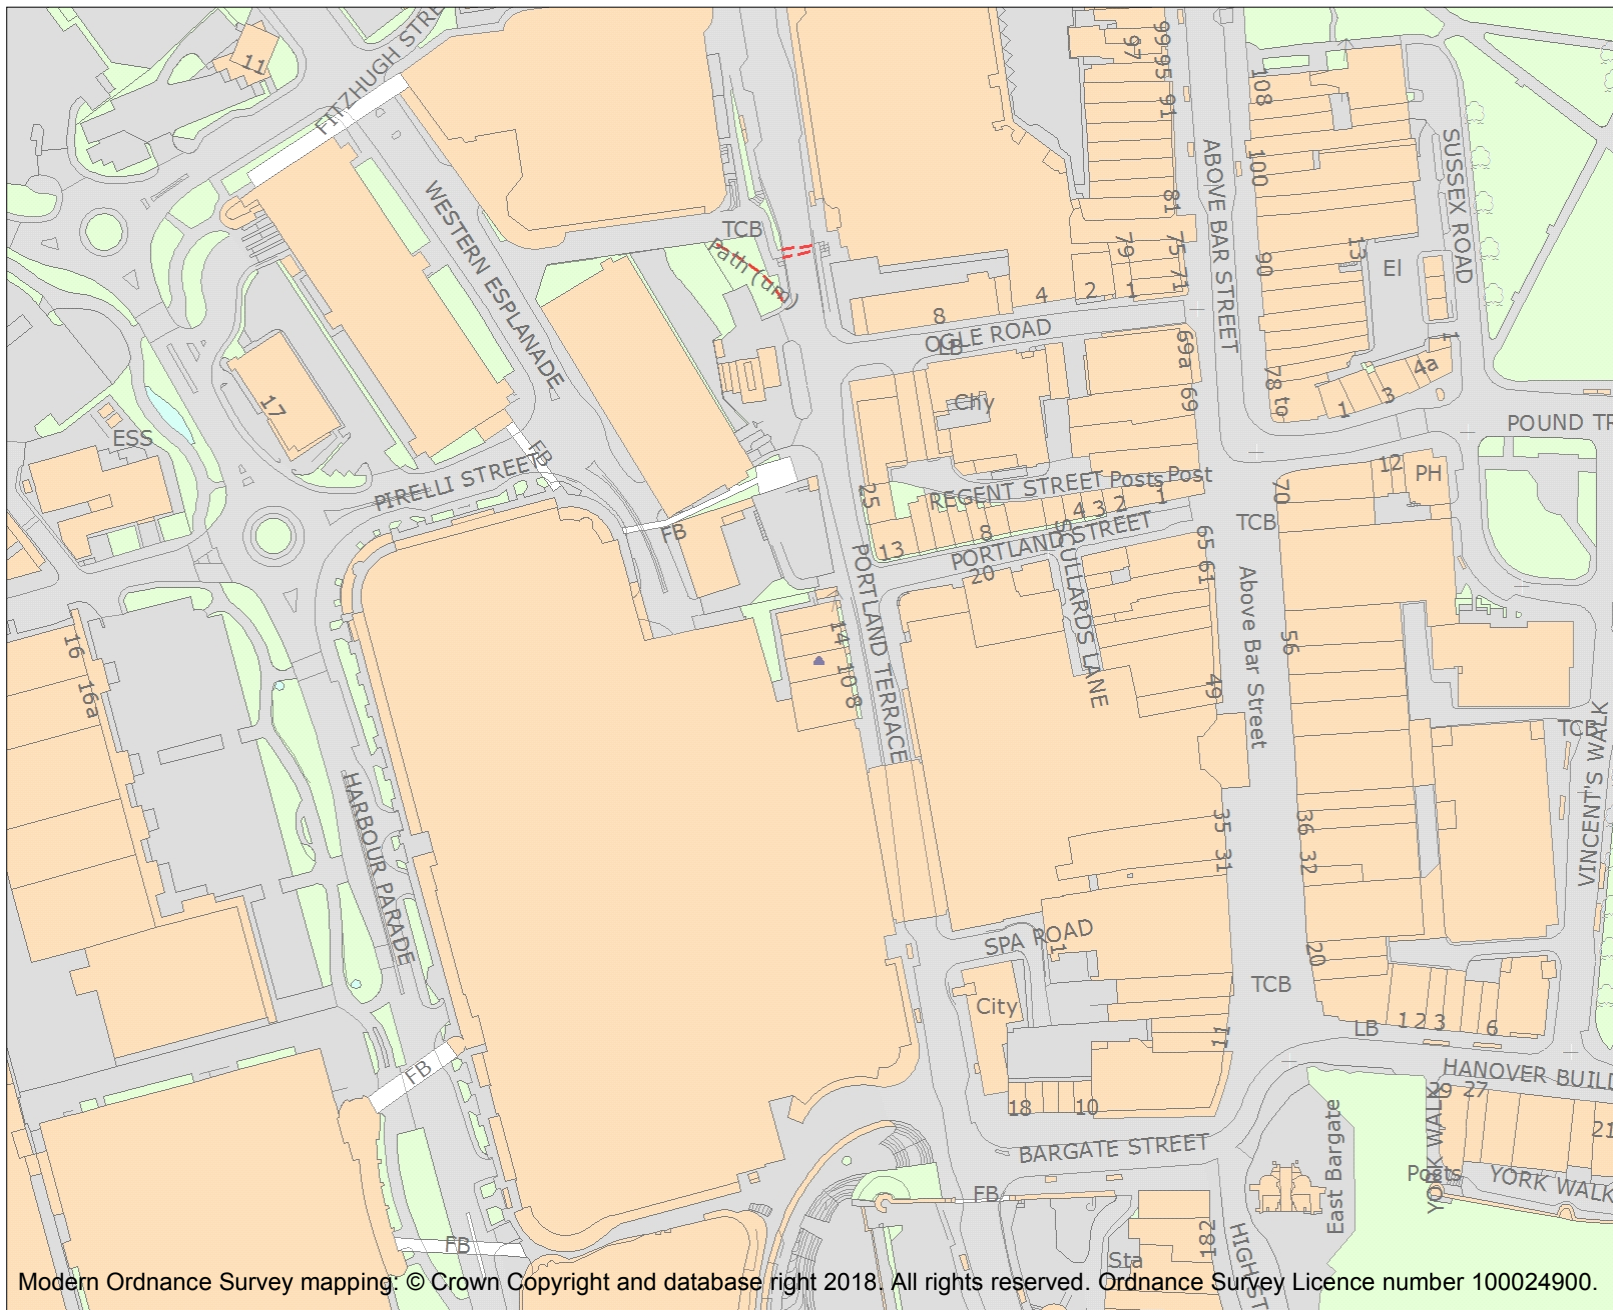 FITZHUGH STRE
11
99
97
95
91
108
100
ABOVE BAR STREET
SUSSEX ROAD
81
WESTERN ESPLANADE
TCB
Path (um)
79
75
71
90
13
El
4
2
1
8
OGLE ROAD
LB
69a
69
78 to
1
3
4a
1
17
Chy
POUND TR
ESS
FB
PIRELLI STREET
REGENT STREET
Posts
Post
12
PH
25
70
TCB
4
3
2
1
8
FB
13
PORTLAND STREET
20
SCULLARDS LANE
65
61
PORTLAND TERRACE
16
16a
14
10
8
Above Bar Street
56
49
TCB
VINCENT'S WALK
HARBOUR PARADE
35
31
36
32
SPA ROAD
1
20
TCB
City
LB
1
2
3
6
11
FB
HANOVER BUILD
18
10
29
27
21
BARGATE STREET
East Bargate
YORK WALK
Posts
YORK WALK
FB
FB
Sta
182
HIGH ST
Modern Ordnance Survey mapping: © Crown Copyright and database right 2018. All rights reserved. Ordnance Survey Licence number 100024900.